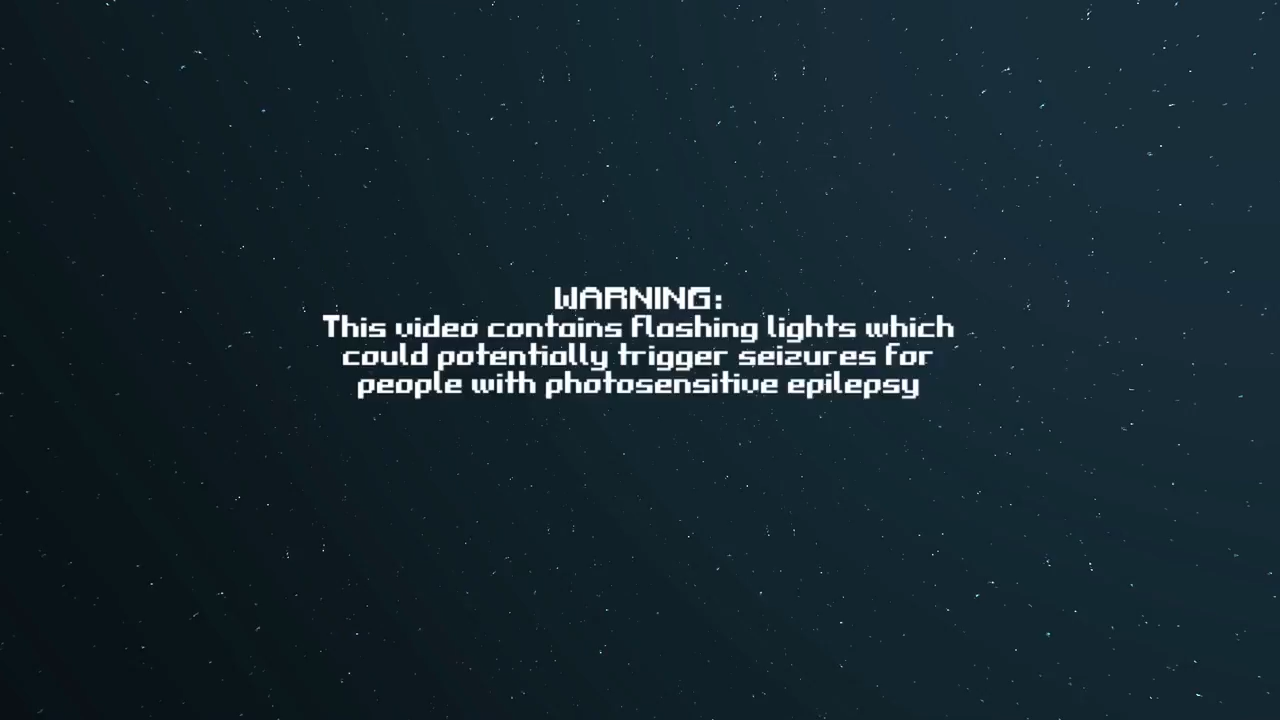 WARNING:
This video contains flashing lights which
could potentially trigger seizures for
people with photosensitive epilepsy